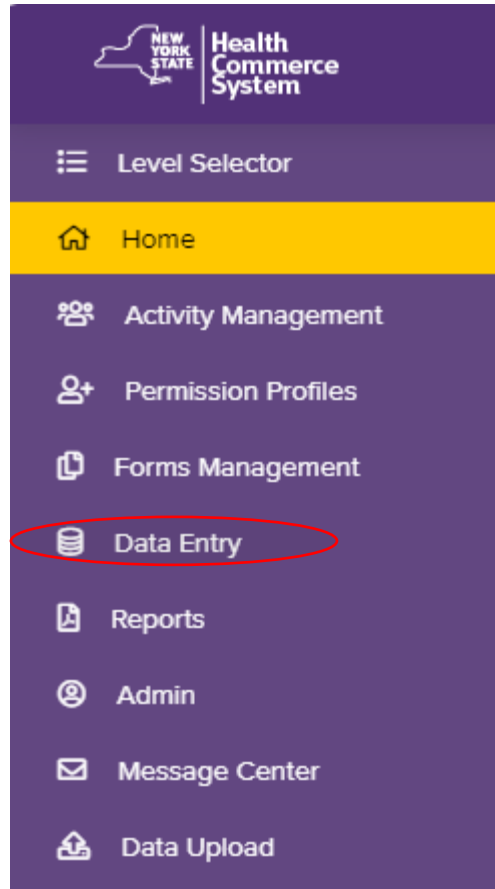 NEW
YORK
STATE
Health
Commerce
System
Level Selector
Home
Activity Management
Permission Profiles
Forms Management
Data Entry
Reports
Admin
Message Center
Data Upload